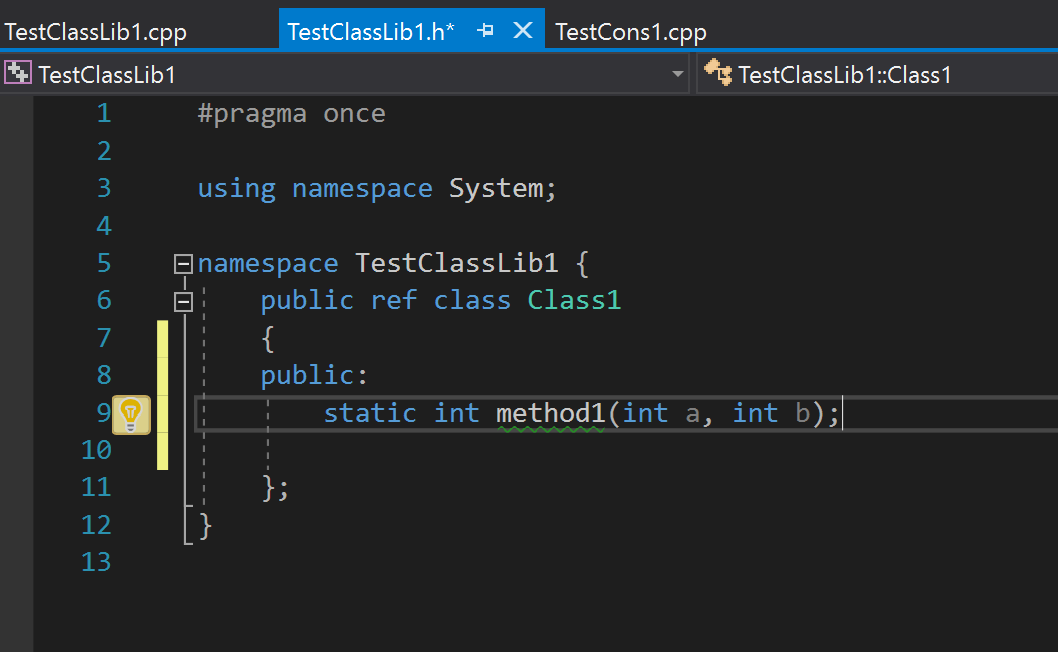 TestClassLib1.cpp TestClassLib1.h* TestCons1.cpp
TestClassLib1 TestClassLib1::Class1
1 #pragma once
2
3 using namespace System;
4
5 namespace TestClassLib1 {
6 public ref class Class1
7 {
8 public:
9 static int method1(int a, int b);
10
11 };
12 }
13